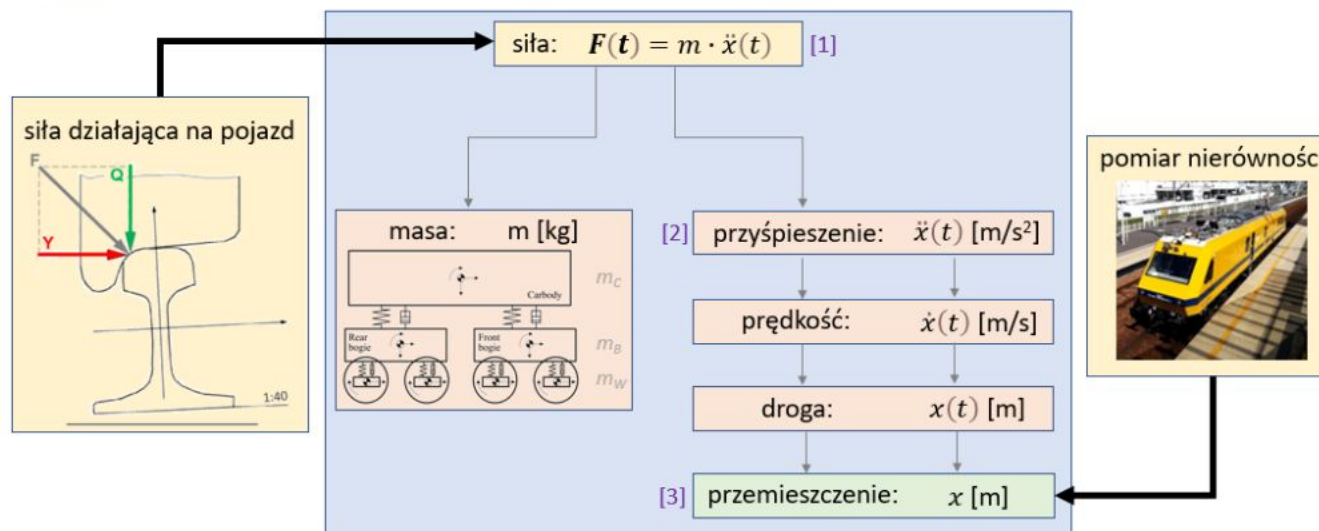 siła: F(t) = m · ẍ(t) [1]
siła działająca na pojazd
F
Q
Y
1:40
masa: m [kg]
Carbody
m_C
Rear
bogie
Front
bogie
m_B
m_W
[2] przyśpieszenie: ẍ(t) [m/s²]
prędkość: ẋ(t) [m/s]
droga: x(t) [m]
[3] przemieszczenie: x [m]
pomiar nierównośc